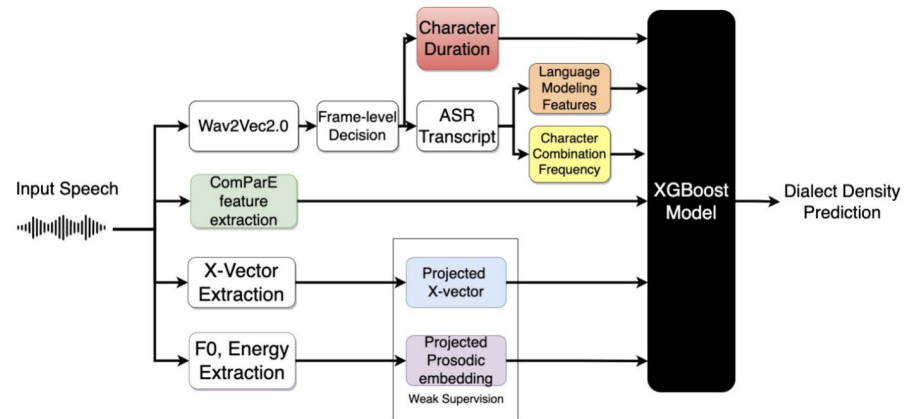 Character
Duration
Language
Modeling
Features
Wav2Vec2.0
Frame-level
Decision
ASR
Transcript
Character
Combination
Frequency
Input Speech
ComParE
feature
extraction
XGBoost
Model
Dialect Density
Prediction
X-Vector
Extraction
Projected
X-vector
F0, Energy
Extraction
Projected
Prosodic
embedding
Weak Supervision